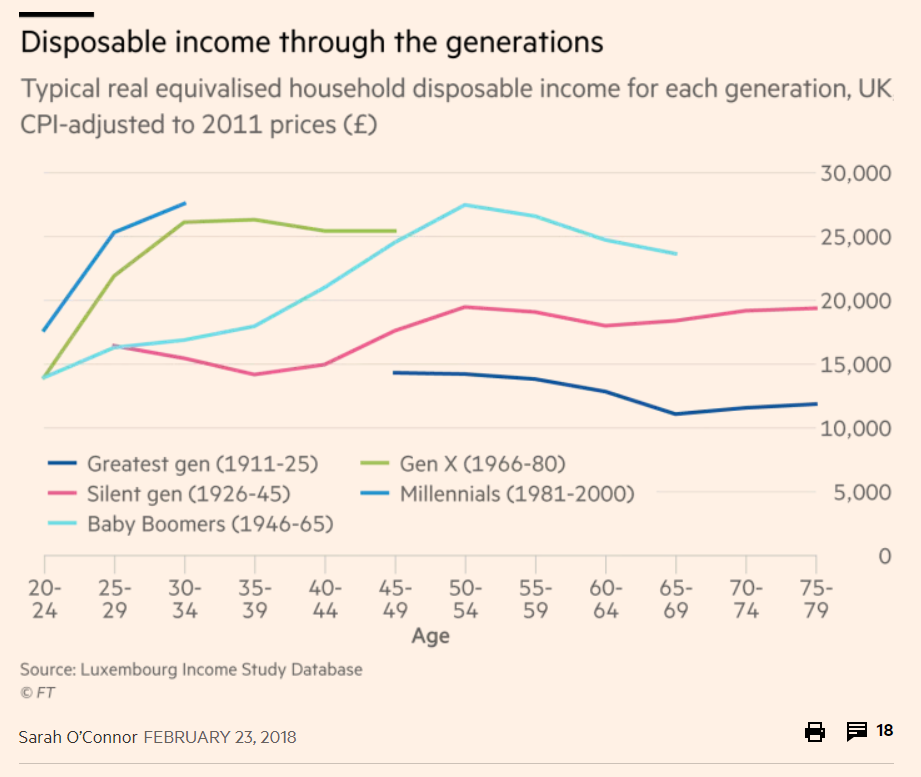 Disposable income through the generations
Typical real equivalised household disposable income for each generation, UK
CPI-adjusted to 2011 prices (£)
30,000
25,000
20,000
15,000
10,000
5,000
0
Greatest gen (1911-25)
Silent gen (1926-45)
Baby Boomers (1946-65)
Gen X (1966-80)
Millennials (1981-2000)
20-24
25-29
30-34
35-39
40-44
45-49
50-54
55-59
60-64
65-69
70-74
75-79
Age
Source: Luxembourg Income Study Database
© FT
Sarah O’Connor FEBRUARY 23, 2018
18